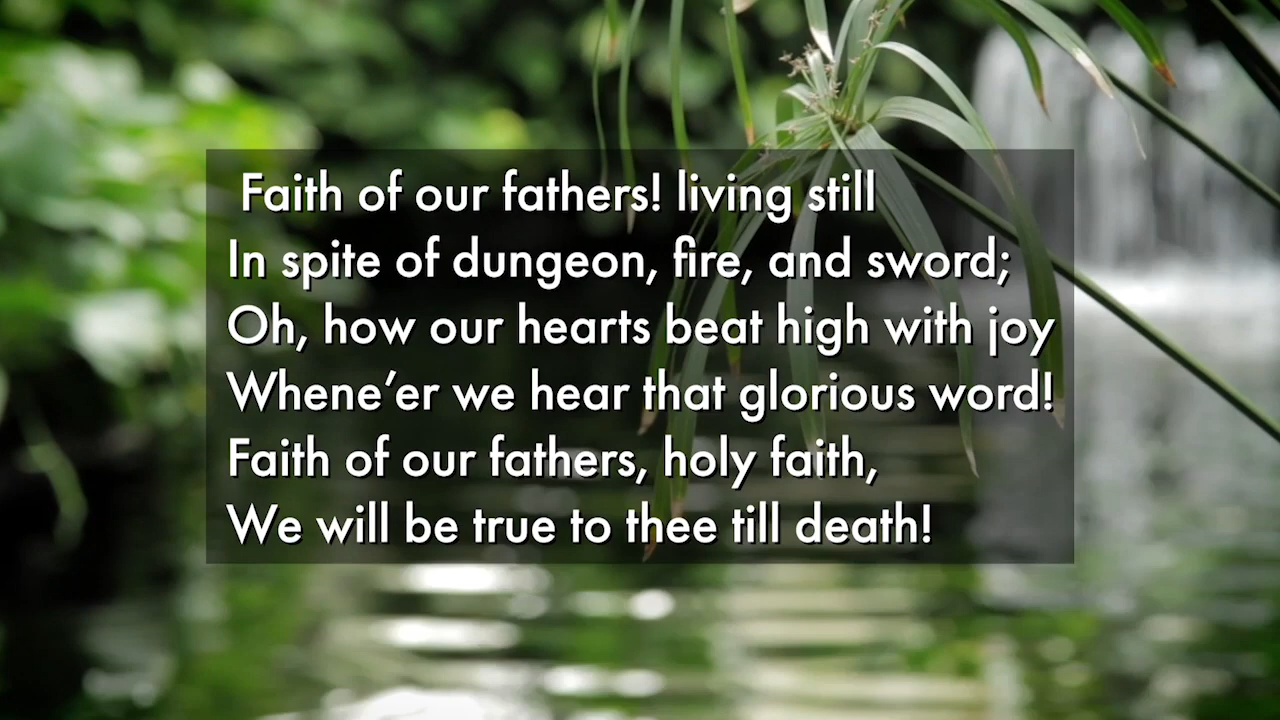 Faith of our fathers! living still
In spite of dungeon, fire, and sword;
Oh, how our hearts beat high with joy
Whene’er we hear that glorious word!
Faith of our fathers, holy faith,
We will be true to thee till death!